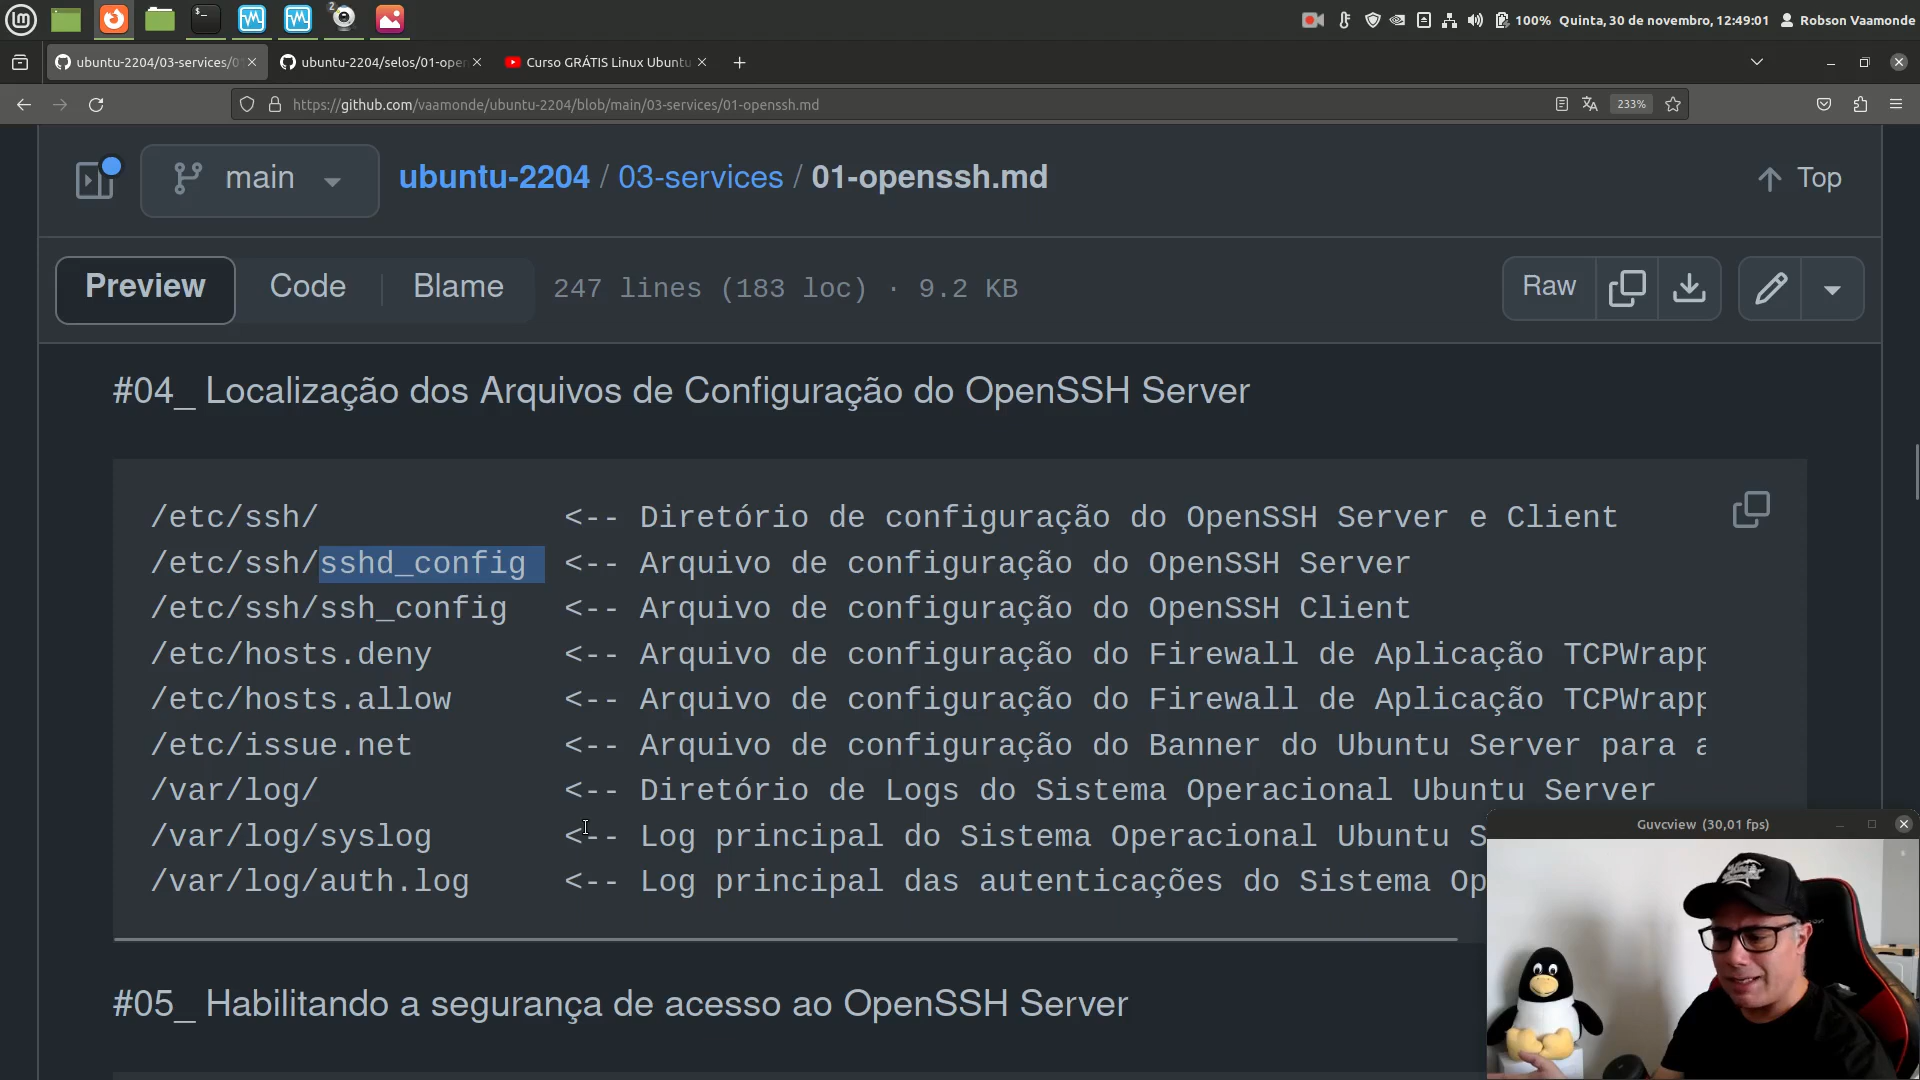 2
100%
Quinta, 30 de novembro, 12:49:01
Robson Vaamonde
ubuntu-2204/03-services/0
ubuntu-2204/selos/01-open
Curso GRÁTIS Linux Ubuntu
https://github.com/vaamonde/ubuntu-2204/blob/main/03-services/01-openssh.md
233%
main
ubuntu-2204 / 03-services / 01-openssh.md
Top
Preview
Code
Blame
247 lines (183 loc) · 9.2 KB
Raw
#04_ Localização dos Arquivos de Configuração do OpenSSH Server
/etc/ssh/ <-- Diretório de configuração do OpenSSH Server e Client
/etc/ssh/sshd_config <-- Arquivo de configuração do OpenSSH Server
/etc/ssh/ssh_config <-- Arquivo de configuração do OpenSSH Client
/etc/hosts.deny <-- Arquivo de configuração do Firewall de Aplicação TCPWrapp
/etc/hosts.allow <-- Arquivo de configuração do Firewall de Aplicação TCPWrapp
/etc/issue.net <-- Arquivo de configuração do Banner do Ubuntu Server para a
/var/log/ <-- Diretório de Logs do Sistema Operacional Ubuntu Server
/var/log/syslog <-- Log principal do Sistema Operacional Ubuntu S
/var/log/auth.log <-- Log principal das autenticações do Sistema Op
#05_ Habilitando a segurança de acesso ao OpenSSH Server
Guvcview (30,01 fps)